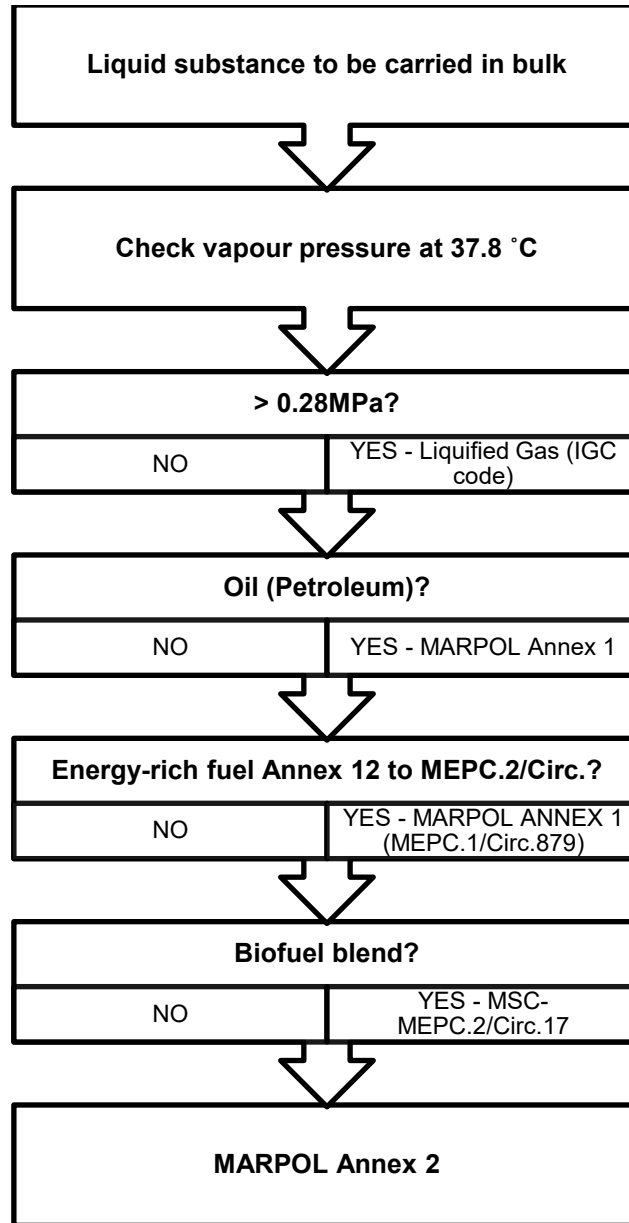 Liquid substance to be carried in bulk
Check vapour pressure at 37.8 ˚C
> 0.28MPa?
NO
YES - Liquified Gas (IGC
code)
Oil (Petroleum)?
NO
YES - MARPOL Annex 1
Energy-rich fuel Annex 12 to MEPC.2/Circ.?
NO
YES - MARPOL ANNEX 1
(MEPC.1/Circ.879)
Biofuel blend?
NO
YES - MSC-
MEPC.2/Circ.17
MARPOL Annex 2